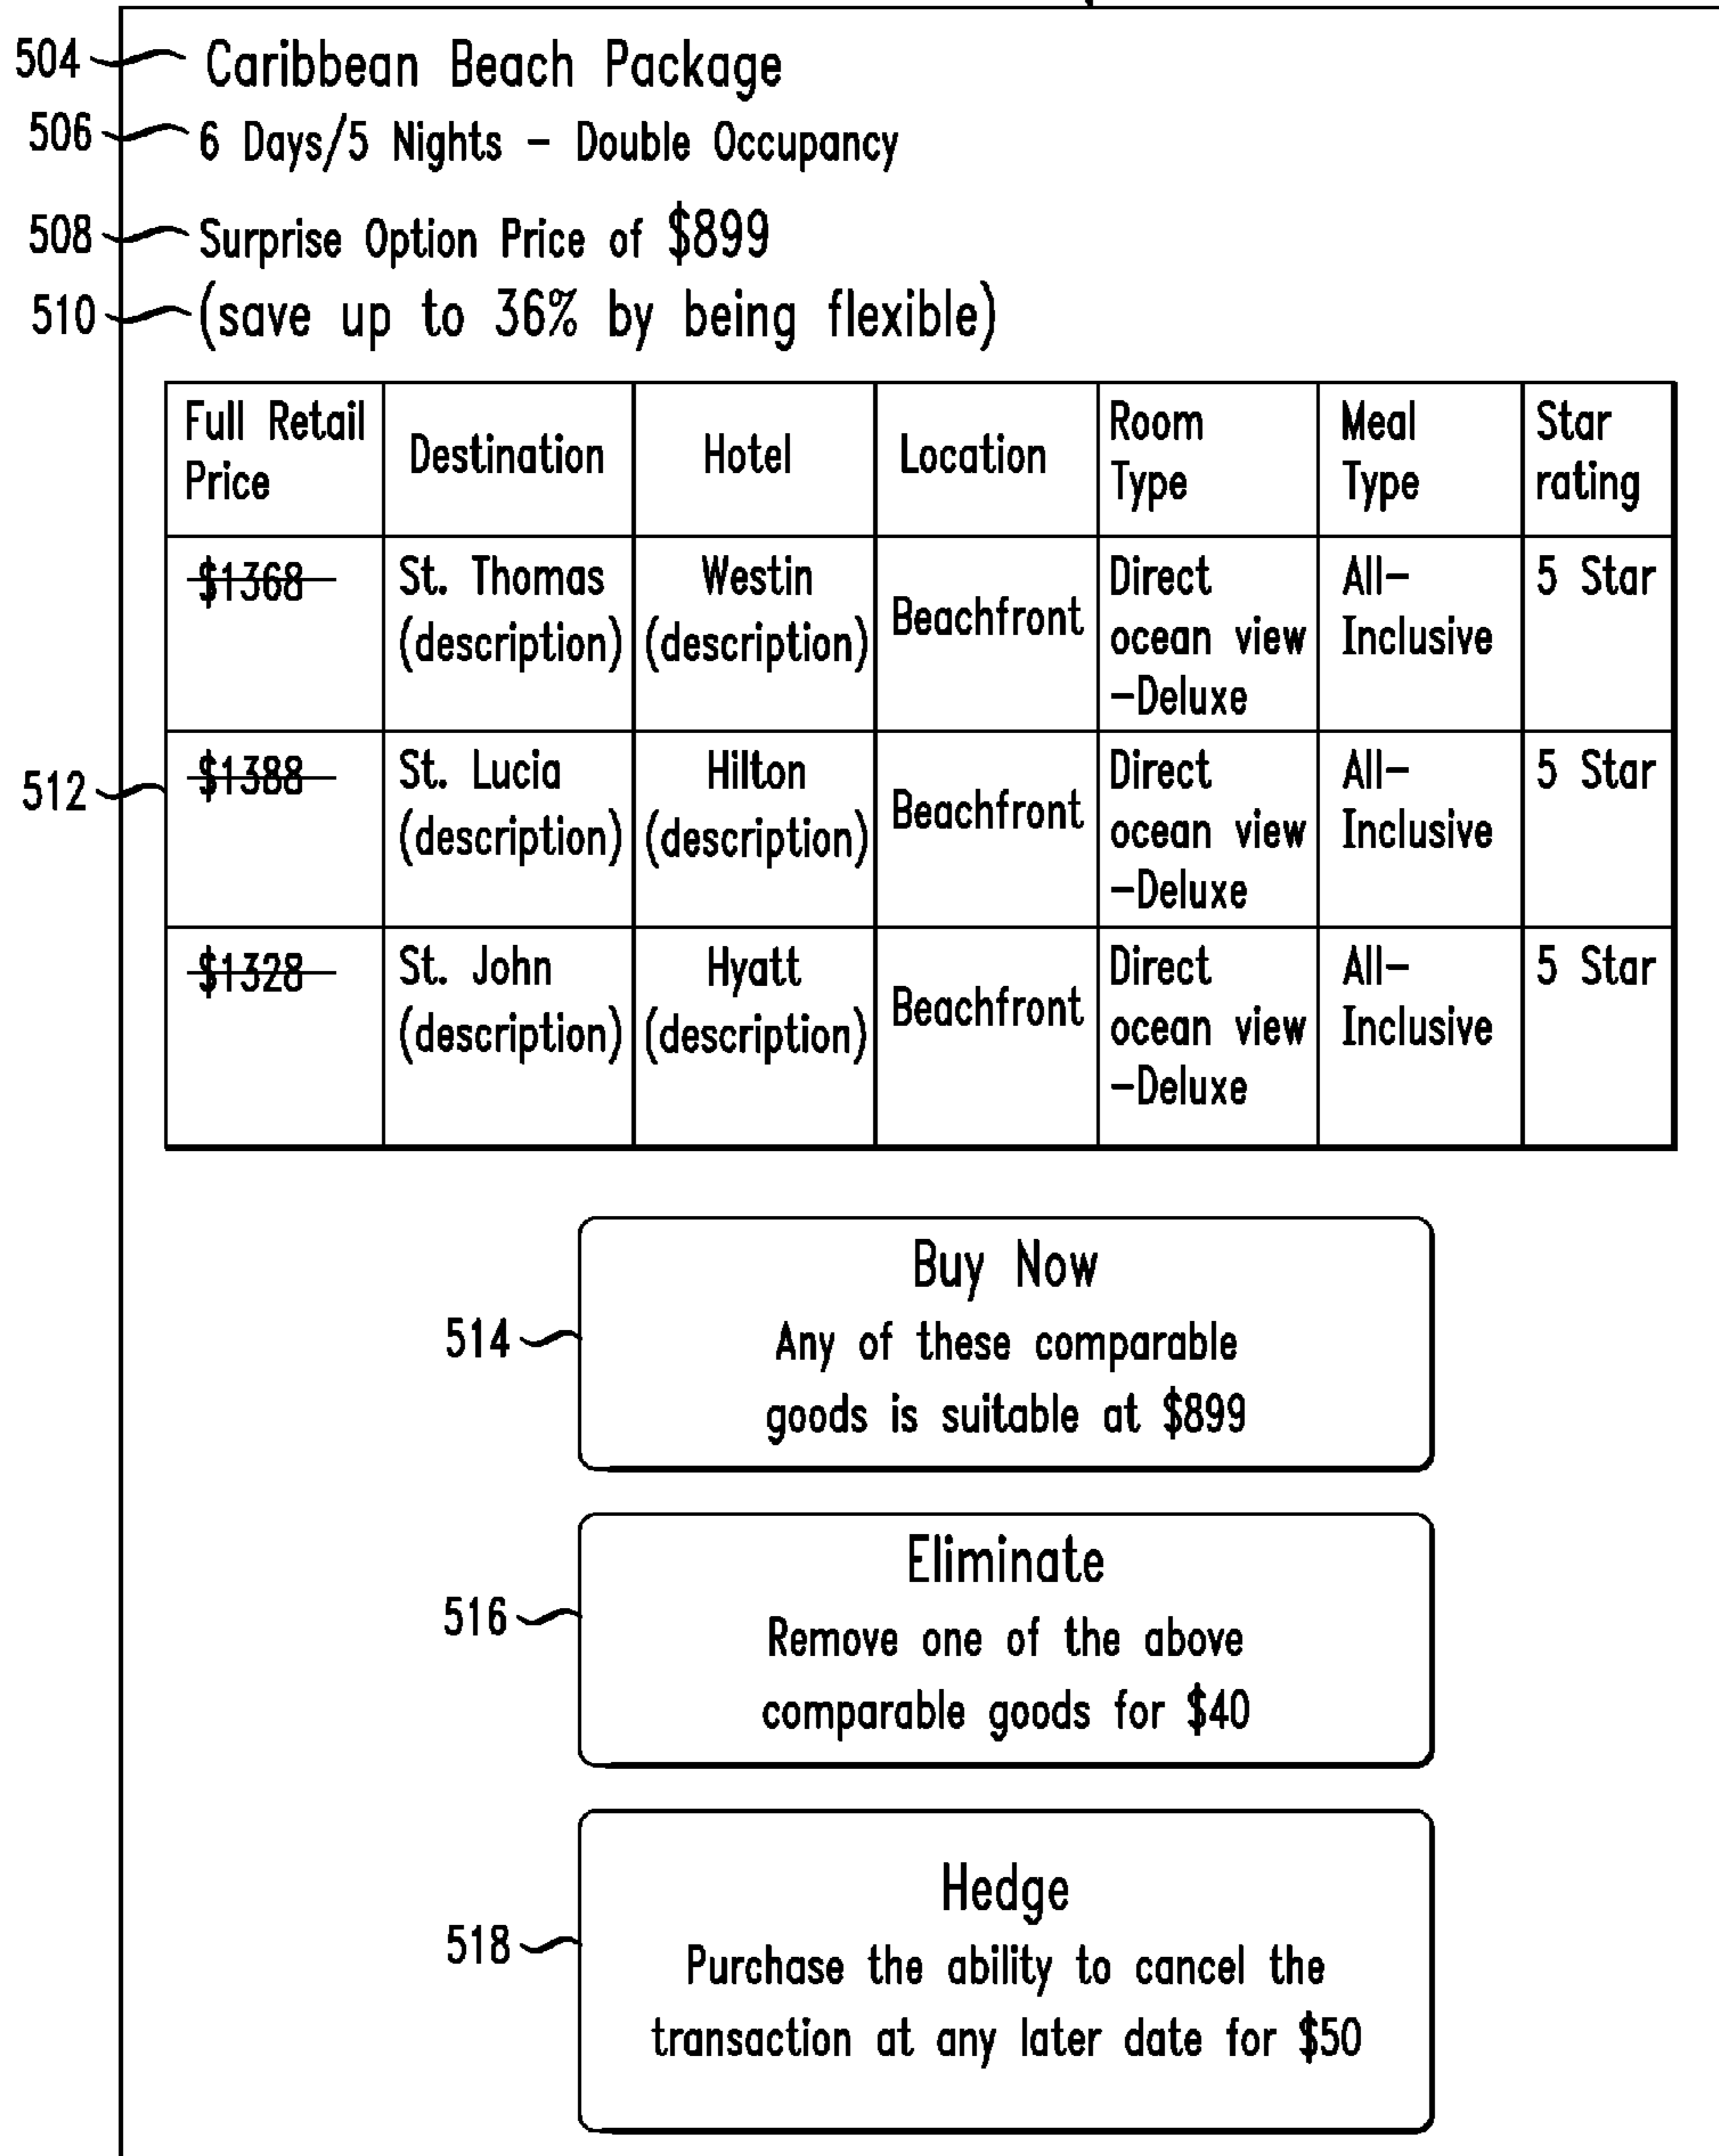 504 Caribbean Beach Package
506 6 Days/5 Nights - Double Occupancy
508 Surprise Option Price of $899
510 (save up to 36% by being flexible)
Full Retail Price Destination Hotel Location Room Type Meal Type Star rating
$1368 St. Thomas (description) Westin (description) Beachfront Direct ocean view -Deluxe All-Inclusive 5 Star
512 $1388 St. Lucia (description) Hilton (description) Beachfront Direct ocean view -Deluxe All-Inclusive 5 Star
$1328 St. John (description) Hyatt (description) Beachfront Direct ocean view -Deluxe All-Inclusive 5 Star
Buy Now
514 Any of these comparable
goods is suitable at $899
Eliminate
516 Remove one of the above
comparable goods for $40
Hedge
518 Purchase the ability to cancel the
transaction at any later date for $50